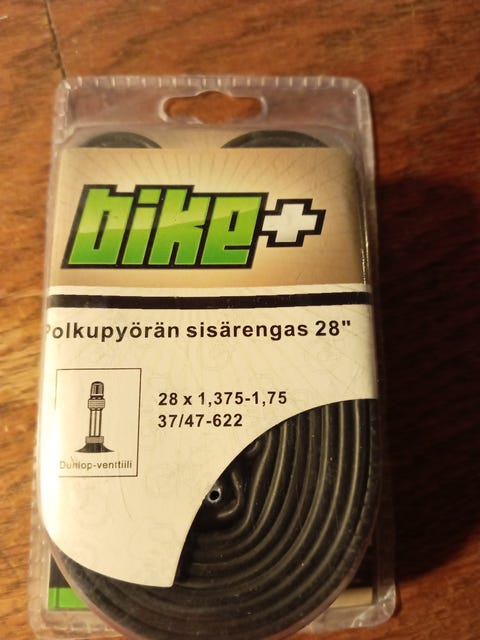 bike+
Polkupyörän sisärengas 28"
28 x 1,375-1,75
37/47-622
Dunlop-venttiili